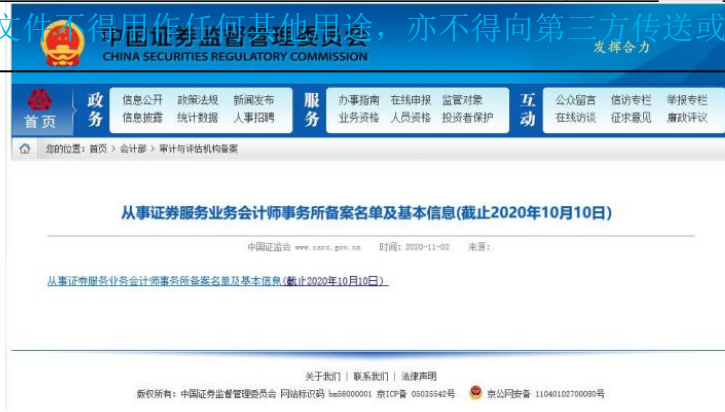 文件不得用作任何其他用途，亦不得向第三方传送或
中国证券监督管理委员会
CHINA SECURITIES REGULATORY COMMISSION
发挥合力
首页
政务
信息公开 政策法规 新闻发布
信息披露 统计数据 人事招聘
服务
办事指南 在线申报 监管对象
业务资格 人员资格 投资者保护
互动
公众留言 信访专栏 举报专栏
在线访谈 征求意见 廉政评议
您的位置：首页 > 会计部 > 审计与评估机构备案
从事证券服务业务会计师事务所备案名单及基本信息(截止2020年10月10日)
中国证监会 www.csrc.gov.cn 时间：2020-11-02 来源：
从事证券服务业务会计师事务所备案名单及基本信息(截止2020年10月10日)
关于我们 | 联系我们 | 法律声明
版权所有：中国证券监督管理委员会 网站标识码 bm56000001 京ICP备 05035542号 京公网安备 11040102700080号